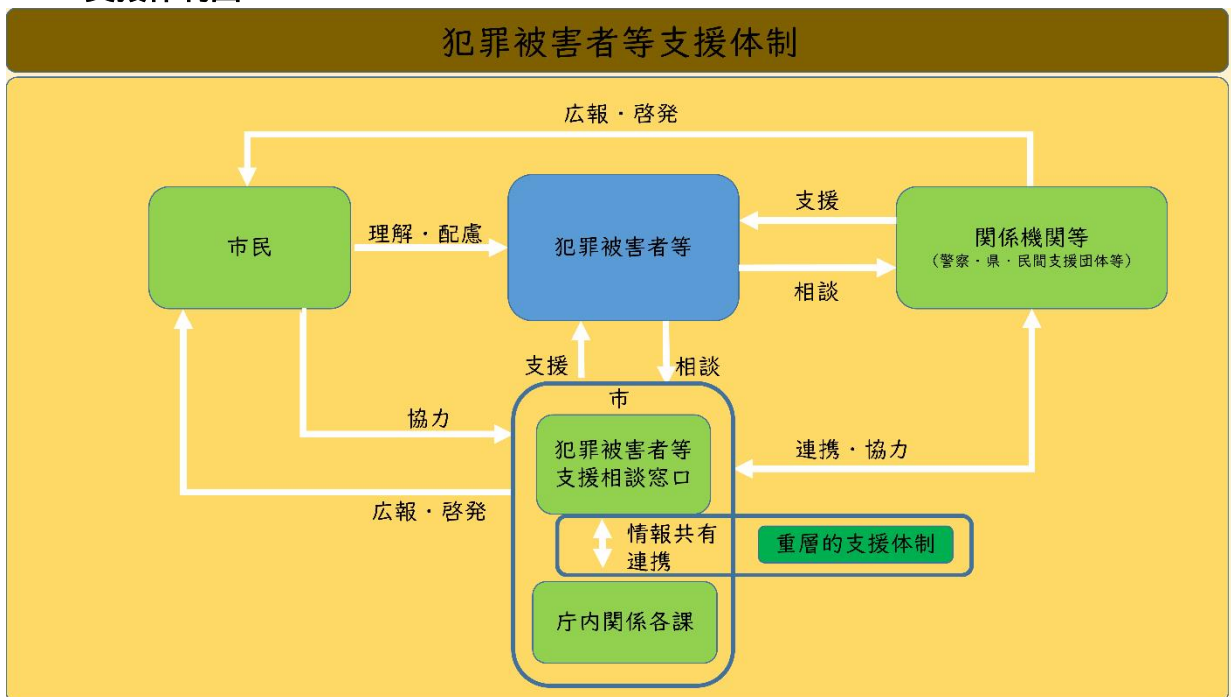 犯罪被害者等支援体制
広報・啓発
市民
理解・配慮
犯罪被害者等
支援
相談
関係機関等
（警察・県・民間支援団体等）
支援
相談
市
協力
犯罪被害者等
支援相談窓口
連携・協力
広報・啓発
情報共有
連携
重層的支援体制
庁内関係各課